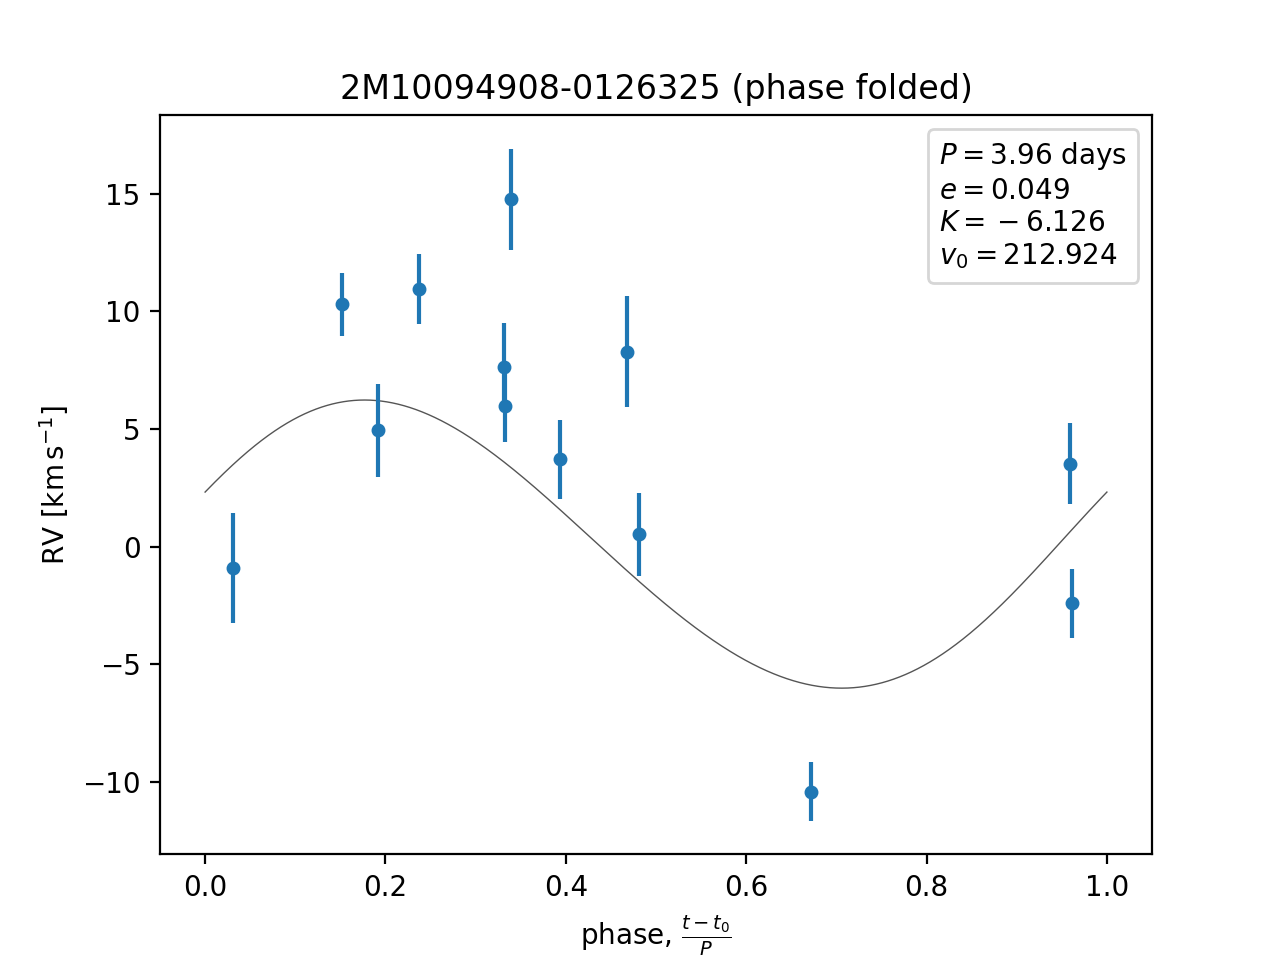 2M10094908-0126325 (phase folded)
P = 3.96 days
e = 0.049
K = −6.126
v₀ = 212.924
RV [km s⁻¹]
15
10
5
0
−5
−10
0.0 0.2 0.4 0.6 0.8 1.0
phase, (t − t₀)/P